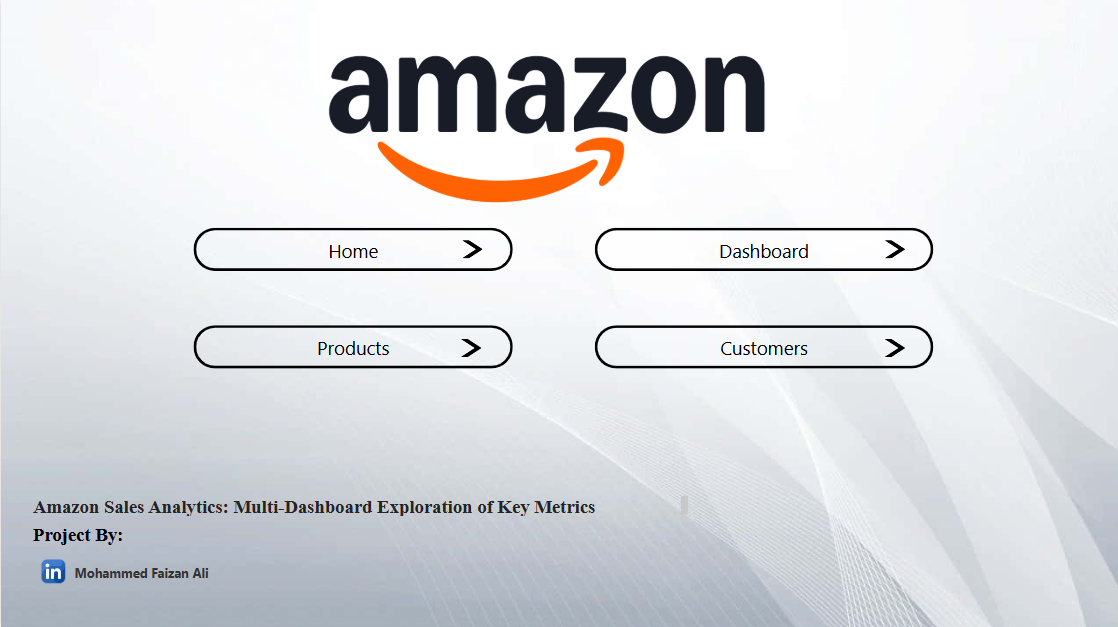 amazon
Home
Dashboard
Products
Customers
Amazon Sales Analytics: Multi-Dashboard Exploration of Key Metrics
Project By:
in Mohammed Faizan Ali